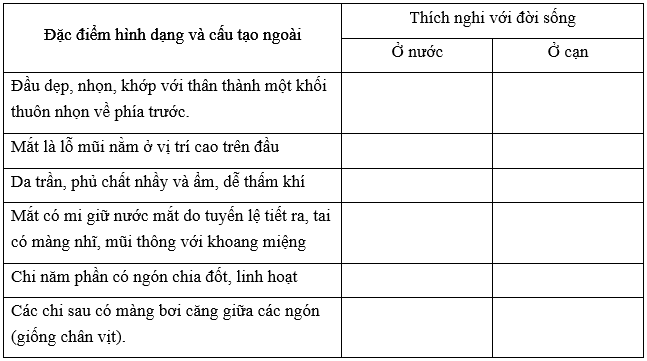 Đặc điểm hình dạng và cấu tạo ngoài
Thích nghi với đời sống
Ở nước
Ở cạn
Đầu dẹp, nhọn, khớp với thân thành một khối
thuôn nhọn về phía trước.
Mắt là lỗ mũi nằm ở vị trí cao trên đầu
Da trần, phủ chất nhầy và ẩm, dễ thấm khí
Mắt có mi giữ nước mắt do tuyến lệ tiết ra, tai
có màng nhĩ, mũi thông với khoang miệng
Chi năm phần có ngón chia đốt, linh hoạt
Các chi sau có màng bơi căng giữa các ngón
(giống chân vịt).